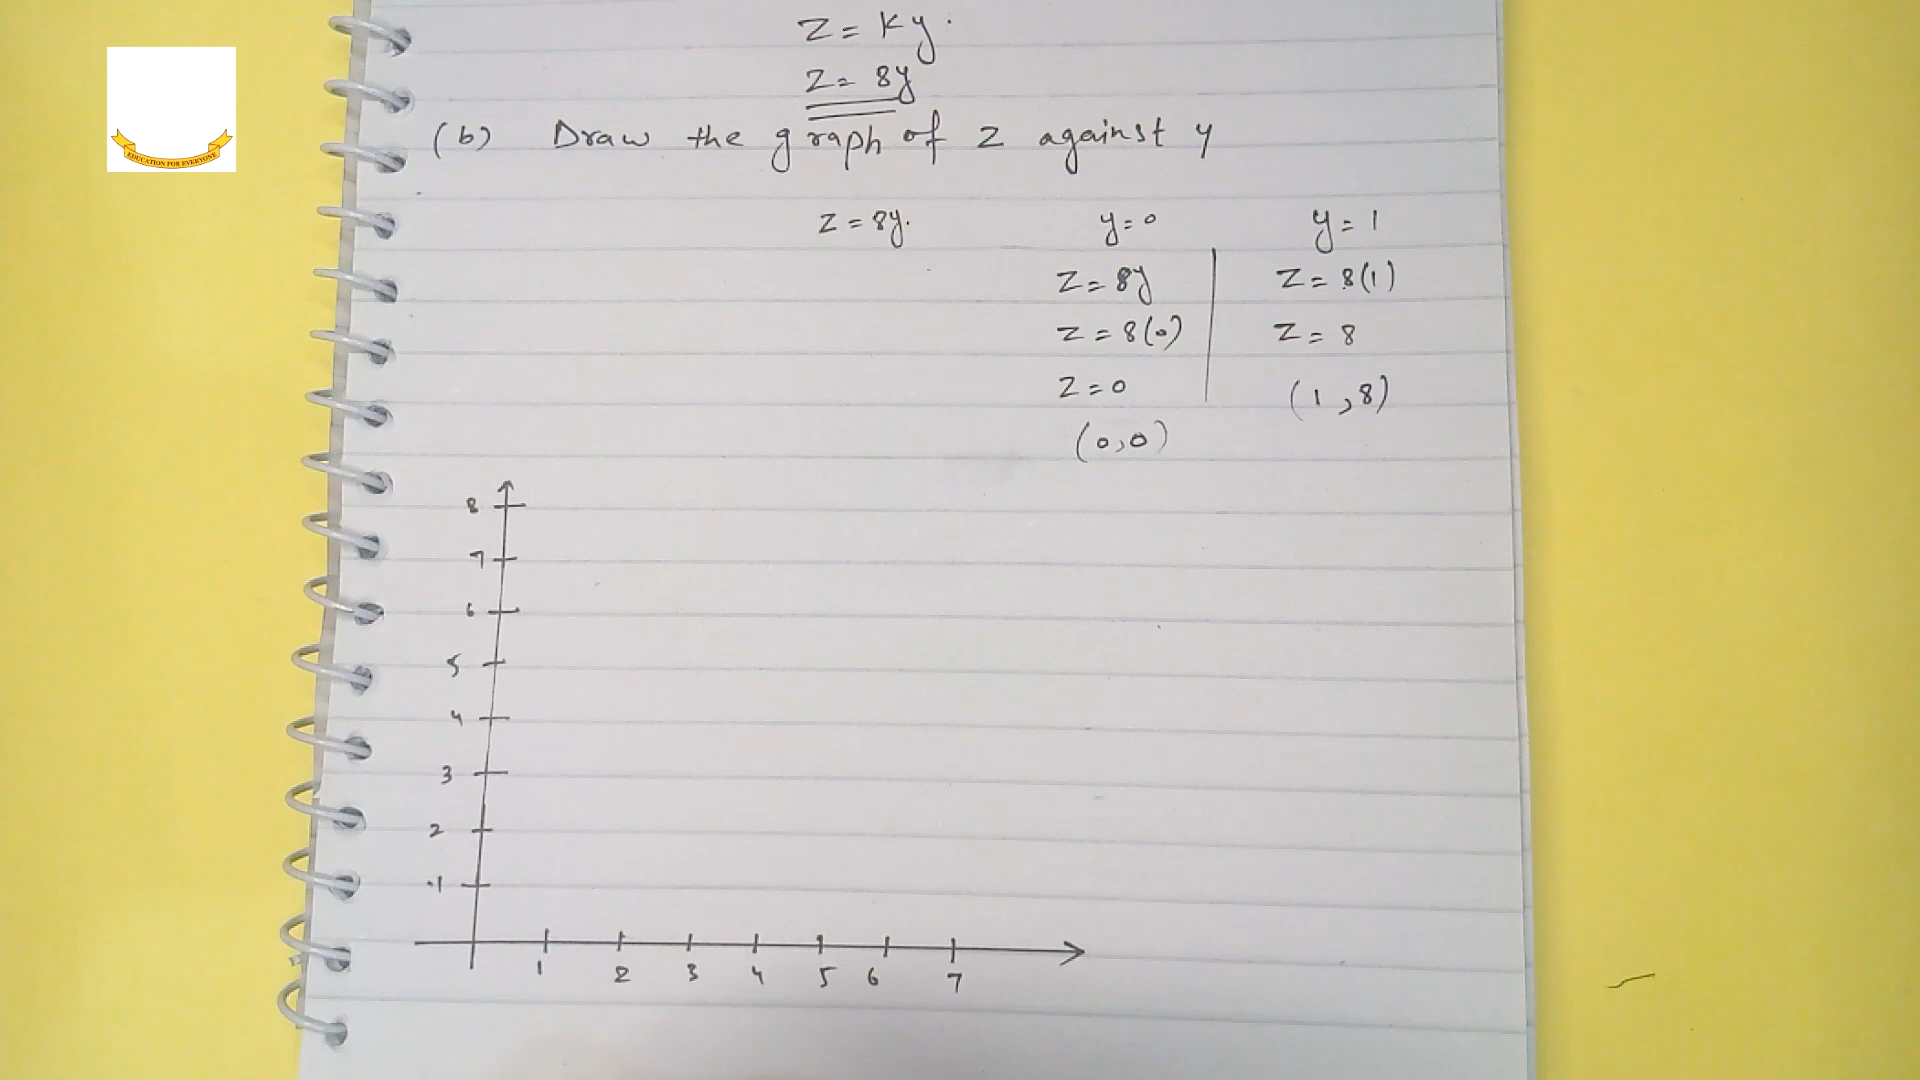 EDUCATION FOR EVERYONE
Z = Ky.
Z = 8y
(b) Draw the graph of Z against y
Z = 8y.
y = 0
Z = 8y
Z = 8(0)
Z = 0
(0,0)
y = 1
Z = 8(1)
Z = 8
(1,8)
8
7
6
5
4
3
2
.1
1 2 3 4 5 6 7